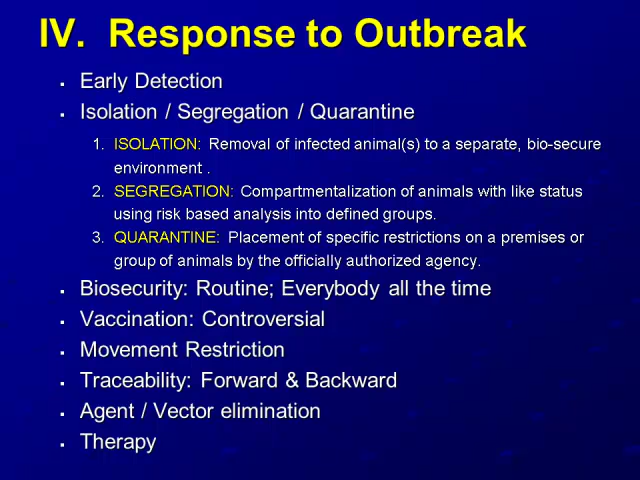 IV.  Response to Outbreak
▪ Early Detection
▪ Isolation / Segregation / Quarantine
1. ISOLATION: Removal of infected animal(s) to a separate, bio-secure
environment .
2. SEGREGATION: Compartmentalization of animals with like status
using risk based analysis into defined groups.
3. QUARANTINE: Placement of specific restrictions on a premises or
group of animals by the officially authorized agency.
▪ Biosecurity: Routine; Everybody all the time
▪ Vaccination: Controversial
▪ Movement Restriction
▪ Traceability: Forward & Backward
▪ Agent / Vector elimination
▪ Therapy